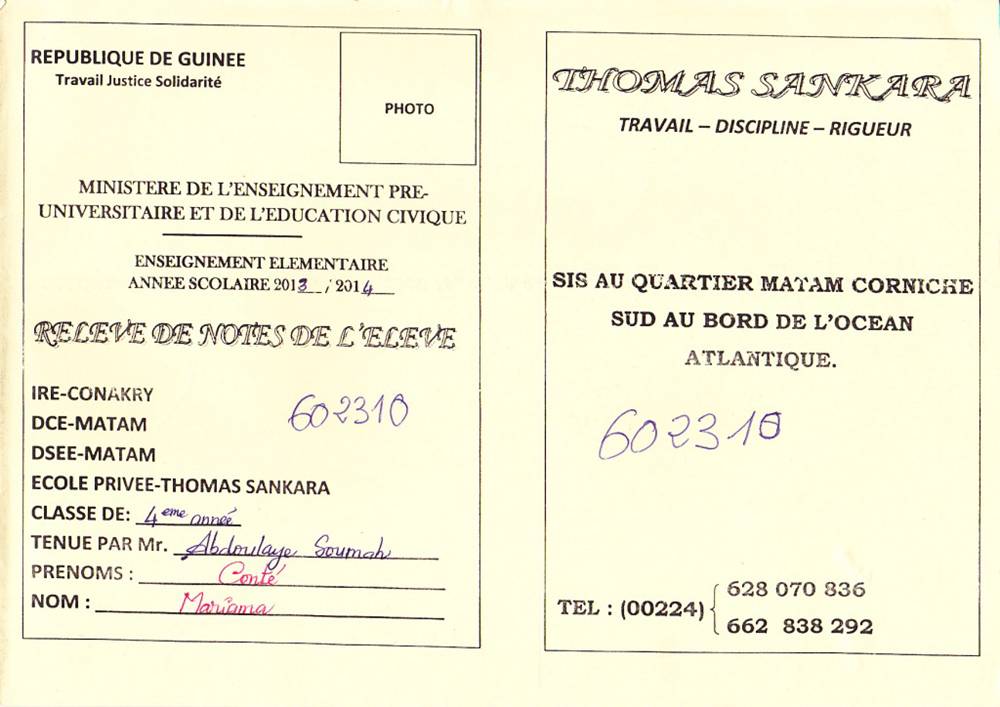 REPUBLIQUE DE GUINEE
Travail Justice Solidarité
PHOTO
MINISTERE DE L'ENSEIGNEMENT PRE-
UNIVERSITAIRE ET DE L'EDUCATION CIVIQUE
ENSEIGNEMENT ELEMENTAIRE
ANNEE SCOLAIRE 2013_/2014__
RELEVE DE NOTES DE L'ELEVE
IRE-CONAKRY
602310
DCE-MATAM
DSEE-MATAM
ECOLE PRIVEE-THOMAS SANKARA
CLASSE DE: 4eme année
TENUE PAR Mr. Abdoulaye Soumah
PRENOMS : Conté
NOM : Mariama
THOMAS SANKARA
TRAVAIL – DISCIPLINE – RIGUEUR
SIS AU QUARTIER MATAM CORNICHE
SUD AU BORD DE L'OCEAN
ATLANTIQUE.
602310
TEL : (00224) 628 070 836
662 838 292